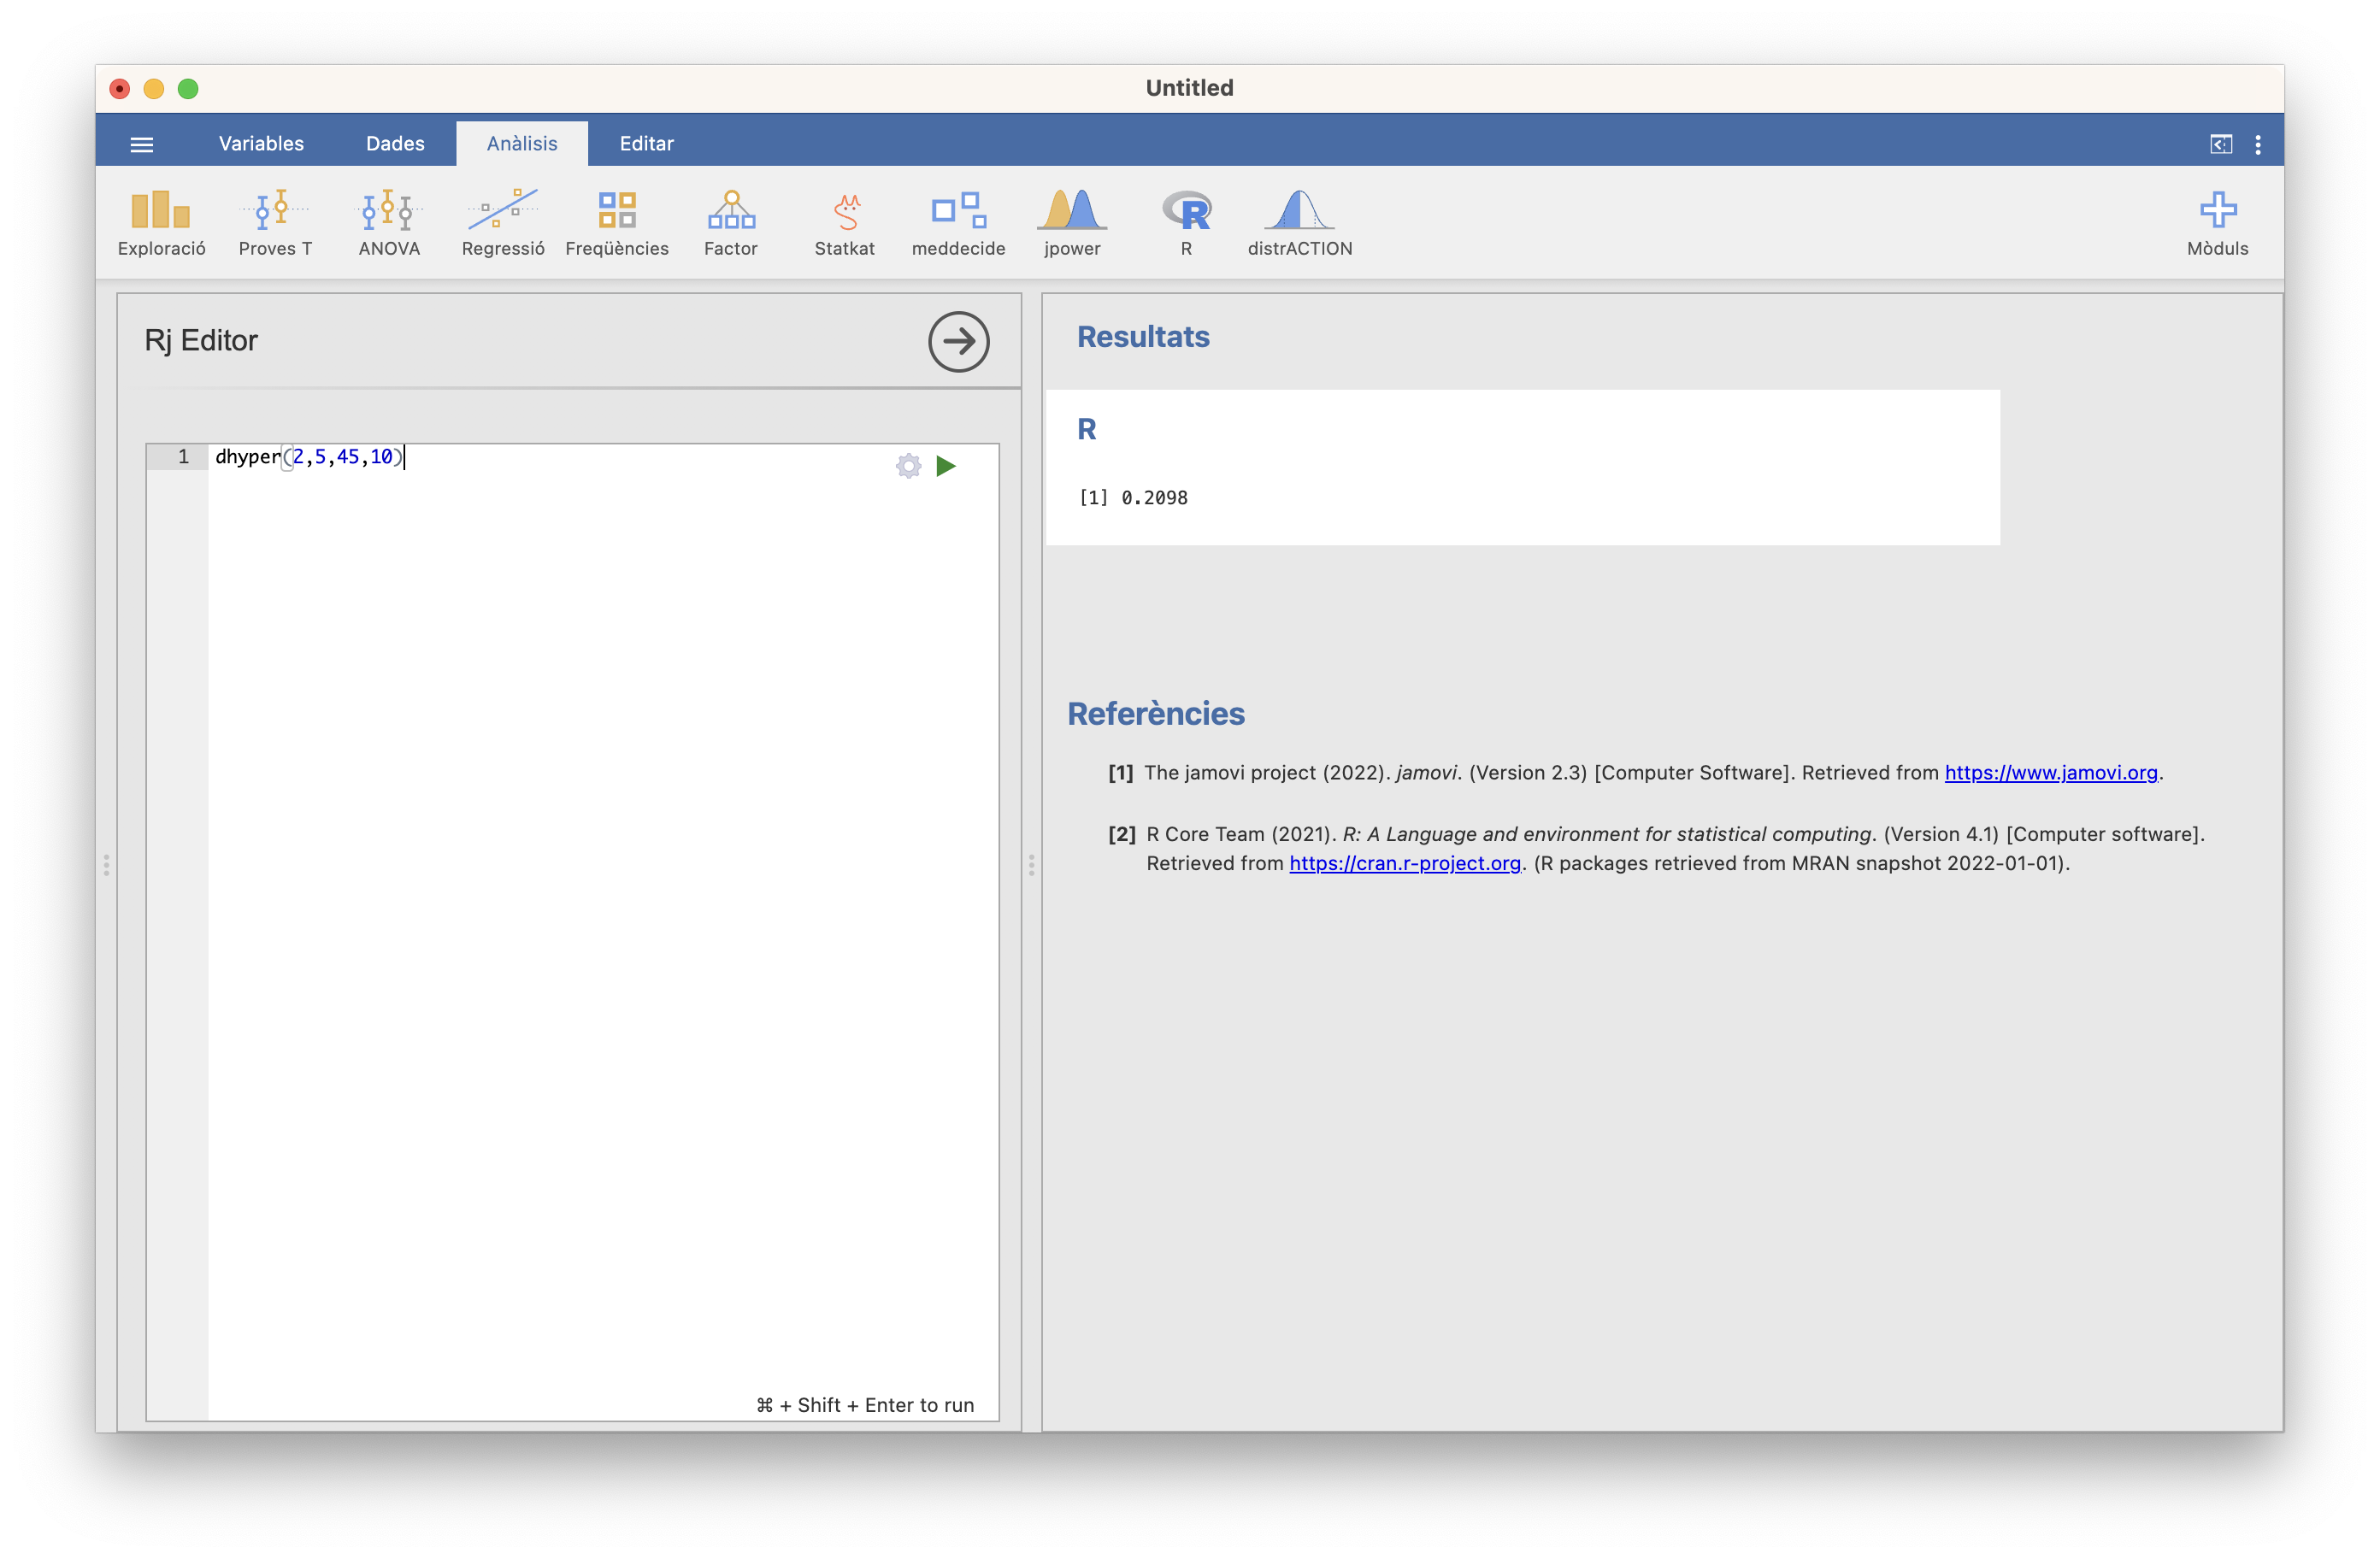 Untitled
Variables Dades Anàlisis Editar
Exploració Proves T ANOVA Regressió Freqüències Factor Statkat meddecide jpower R distrACTION Mòduls
Rj Editor
1 dhyper(2,5,45,10)
⌘ + Shift + Enter to run
Resultats
R
[1] 0.2098
Referències
[1] The jamovi project (2022). jamovi. (Version 2.3) [Computer Software]. Retrieved from https://www.jamovi.org.
[2] R Core Team (2021). R: A Language and environment for statistical computing. (Version 4.1) [Computer software].
Retrieved from https://cran.r-project.org. (R packages retrieved from MRAN snapshot 2022-01-01).